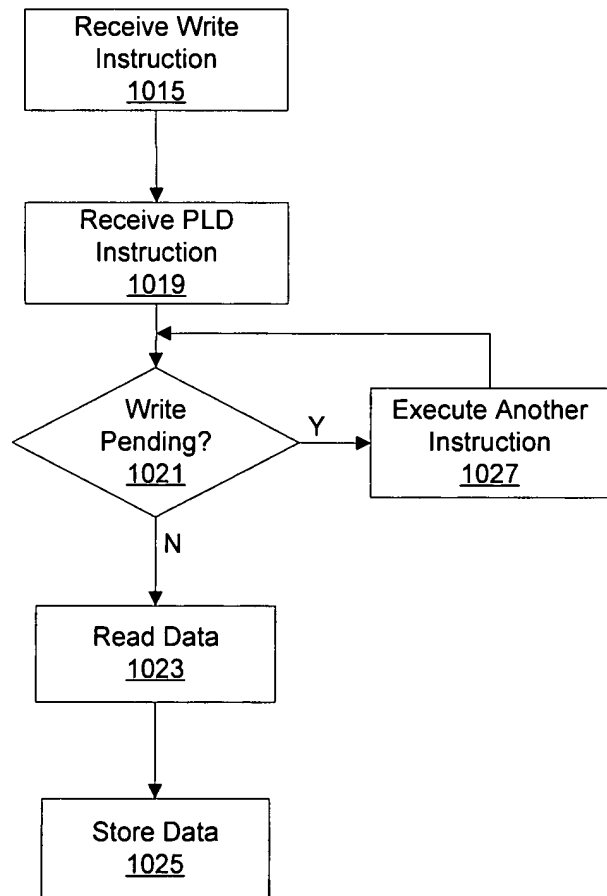 Receive Write
Instruction
1015
Receive PLD
Instruction
1019
Write
Pending?
1021
Y
Execute Another
Instruction
1027
N
Read Data
1023
Store Data
1025